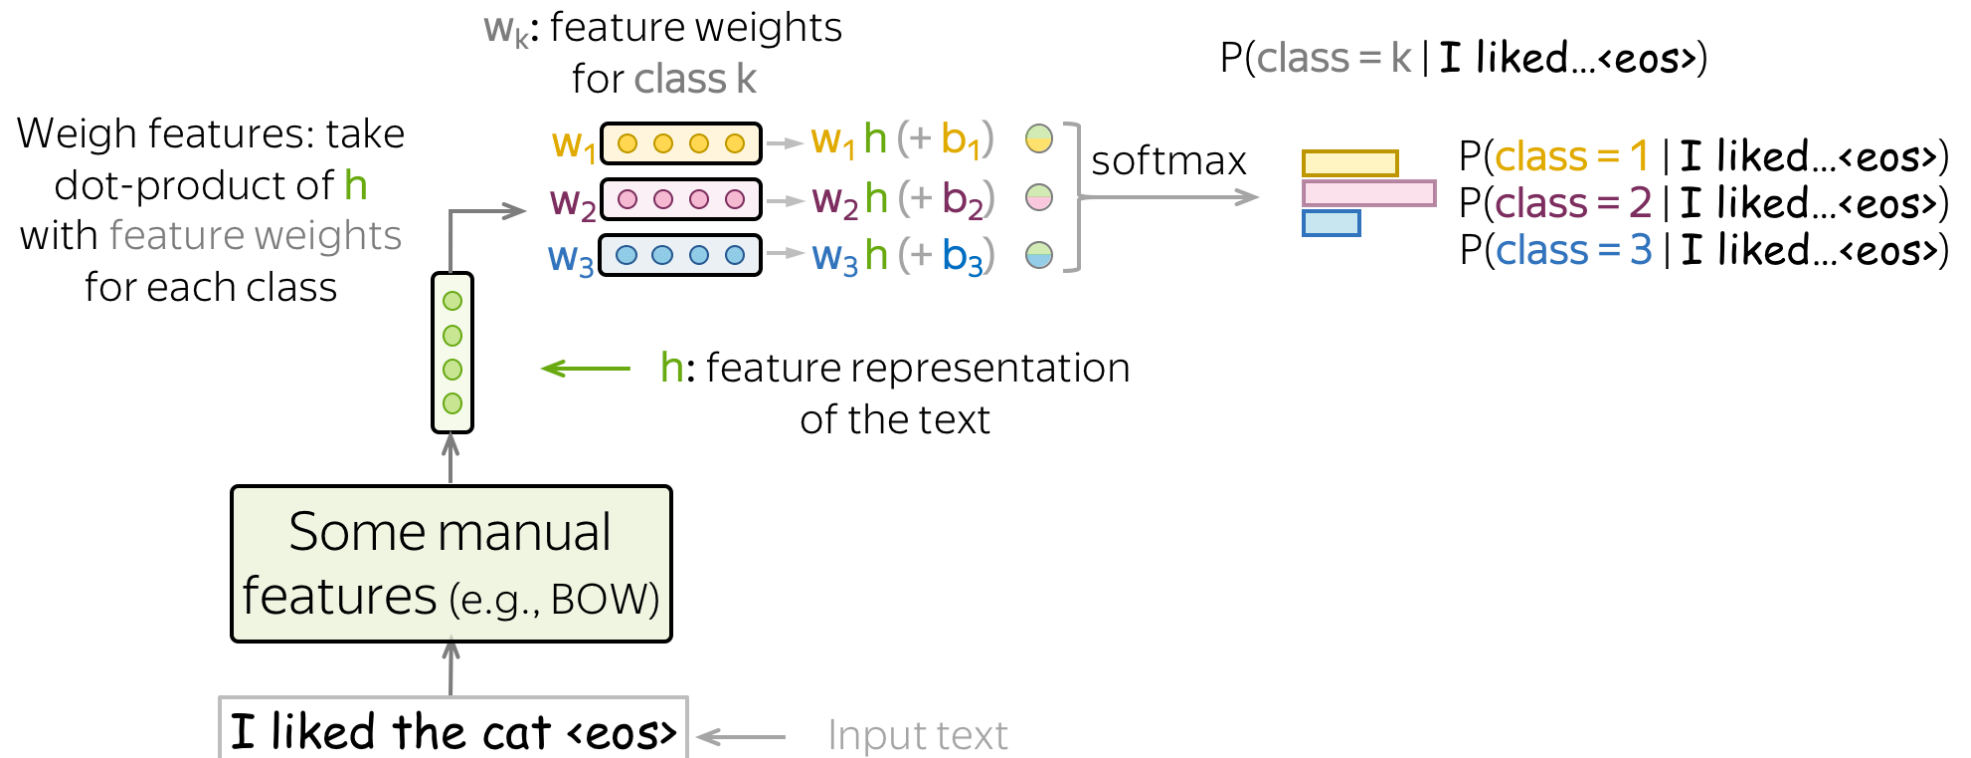 wₖ: feature weights
for class k
P(class = k | I liked...<eos>)
Weigh features: take
dot-product of h
with feature weights
for each class
w₁
w₁ h (+ b₁)
w₂
w₂ h (+ b₂)
w₃
w₃ h (+ b₃)
softmax
P(class = 1 | I liked...<eos>)
P(class = 2 | I liked...<eos>)
P(class = 3 | I liked...<eos>)
h: feature representation
of the text
Some manual
features (e.g., BOW)
I liked the cat <eos>
Input text